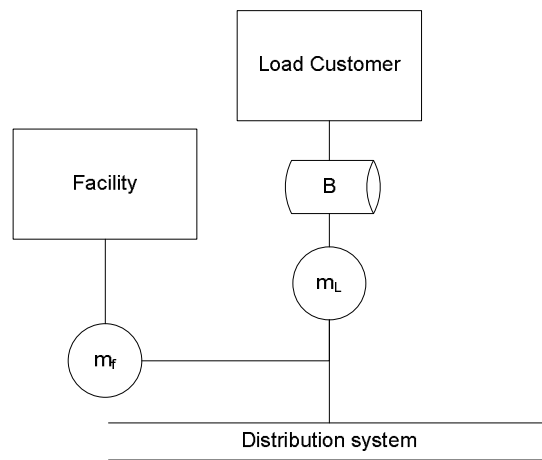 Load Customer
Facility
B
mL
mf
Distribution system